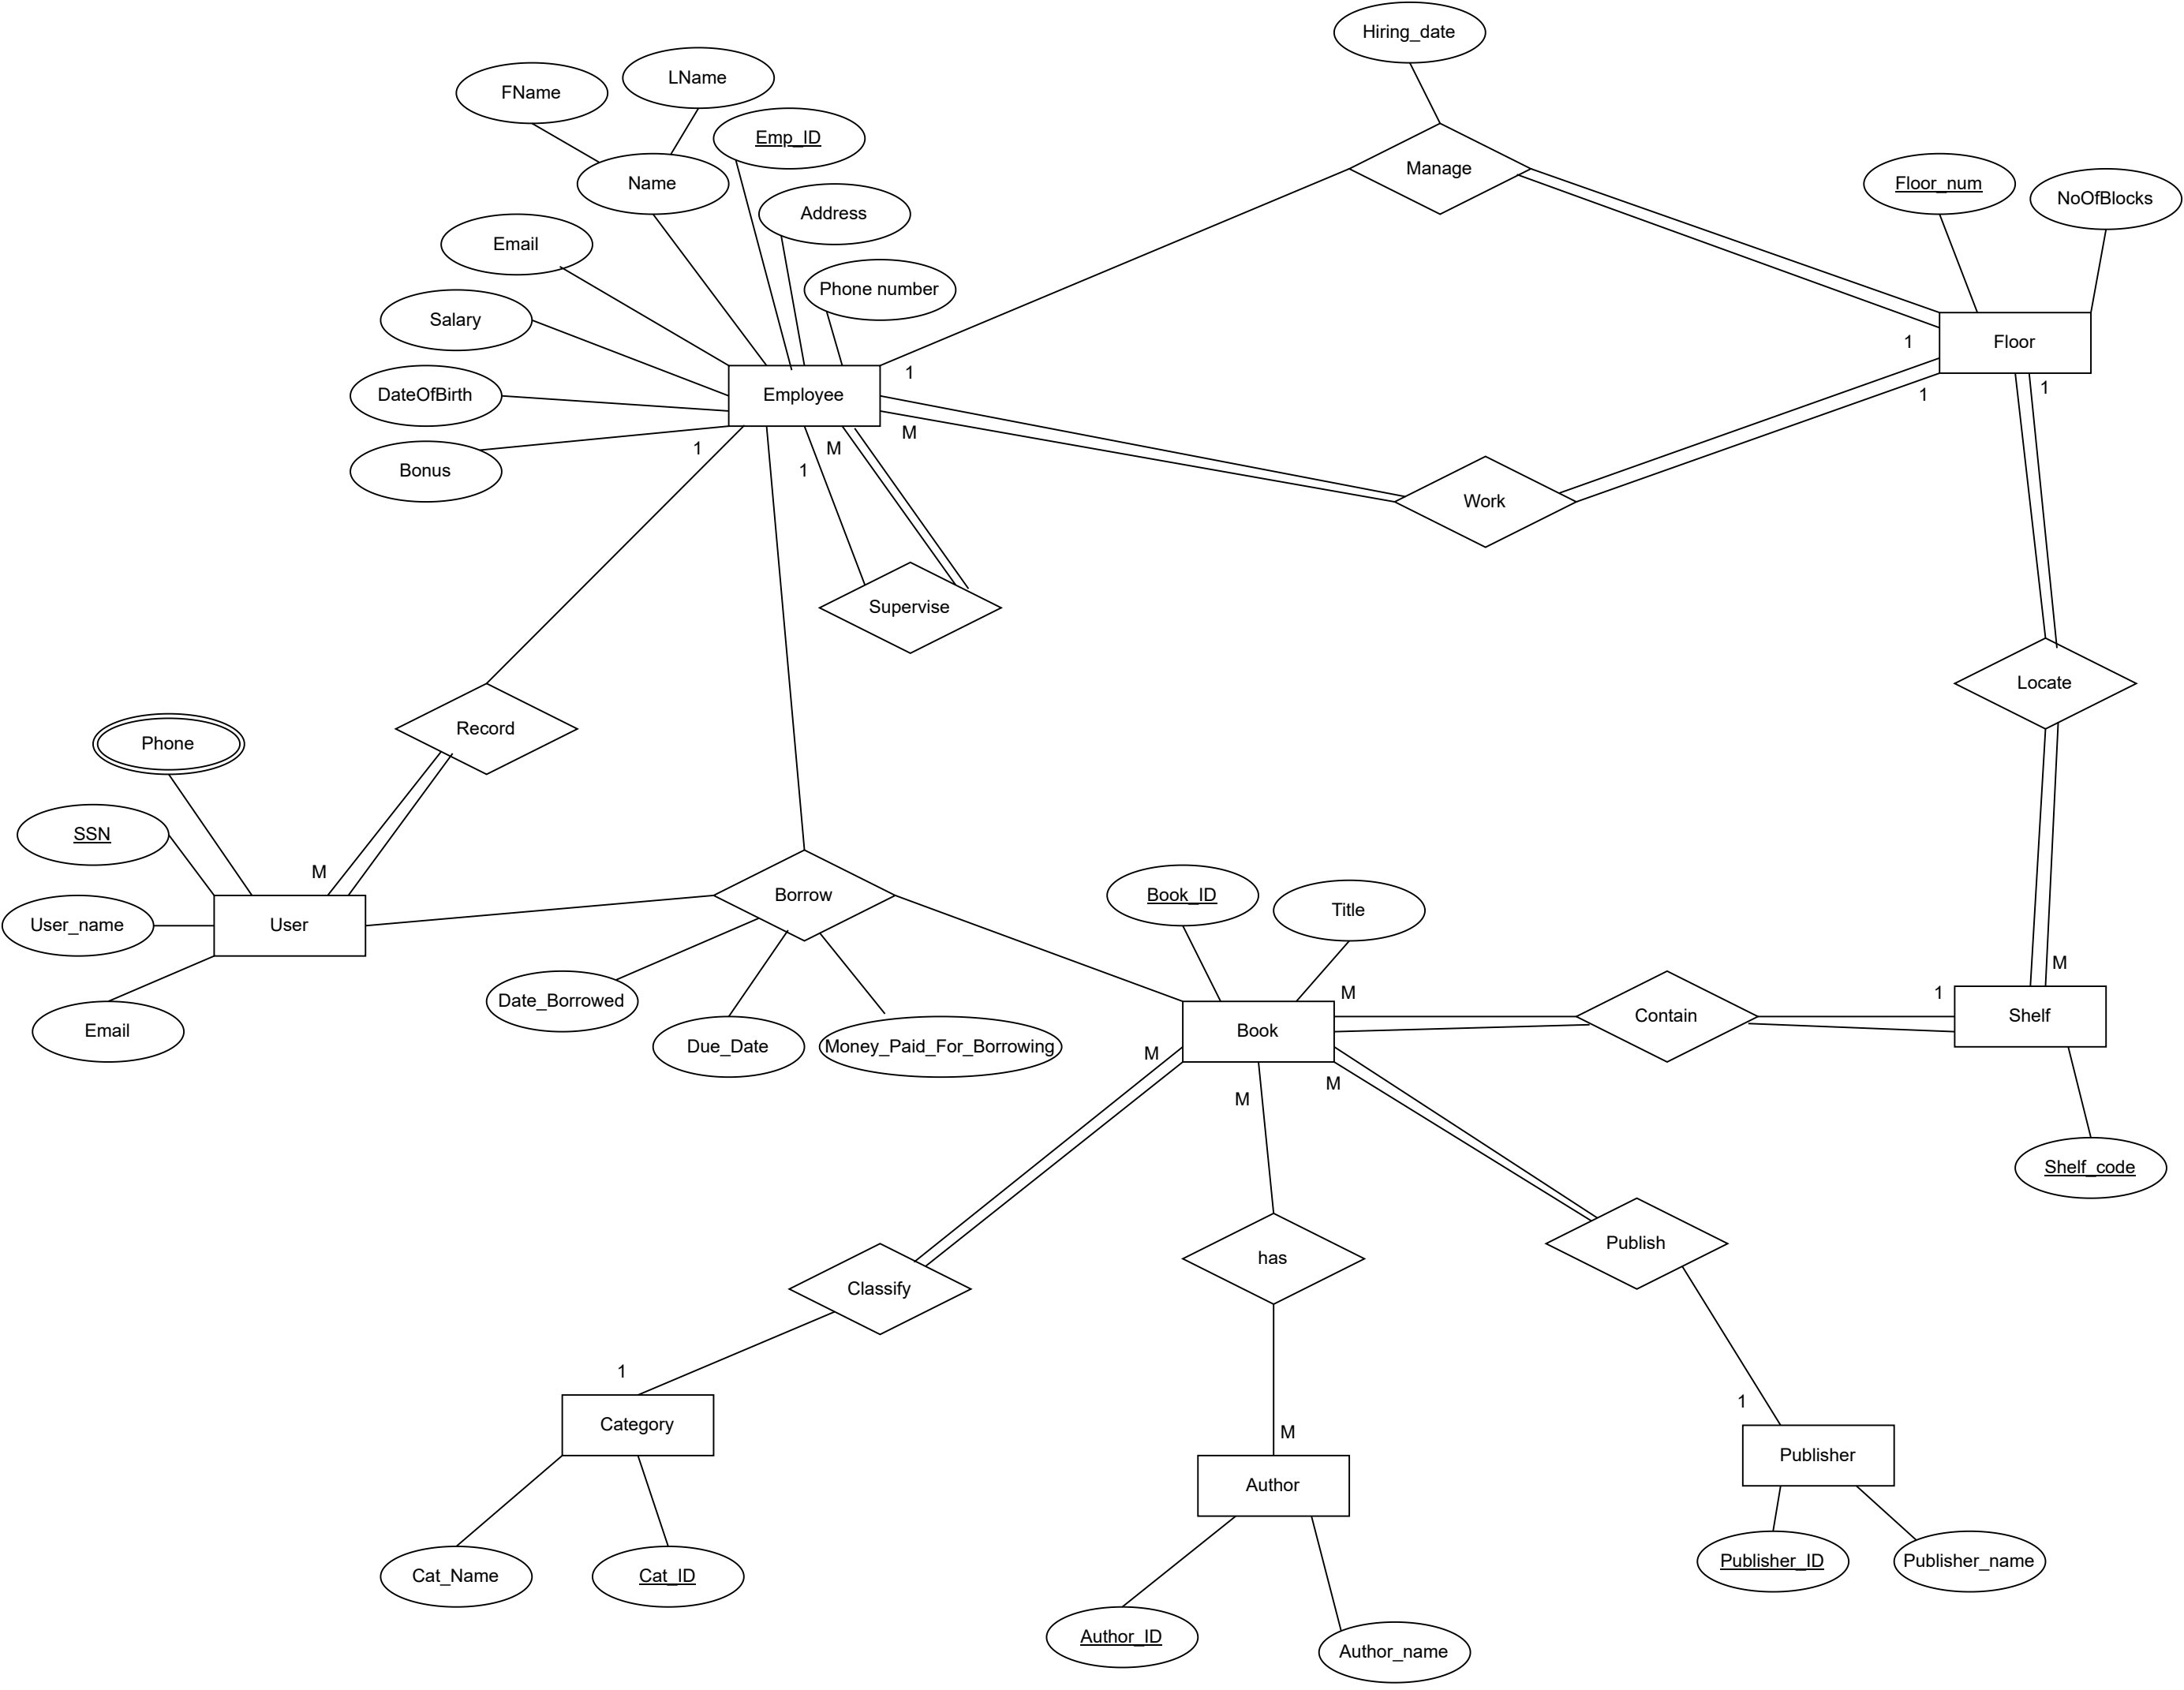 Hiring_date
LName
FName
Emp_ID
Manage
Name
Floor_num
NoOfBlocks
Address
Email
Phone number
Salary
1
Floor
1
DateOfBirth
Employee
1
1
M
1
M
Bonus
1
Work
Supervise
Locate
Record
Phone
SSN
M
User_name
User
Borrow
Book_ID
Title
M
M
1
Date_Borrowed
Contain
Shelf
Email
Due_Date
Money_Paid_For_Borrowing
Book
M
M
M
Shelf_code
Publish
has
Classify
1
1
Category
M
Publisher
Author
Cat_Name
Cat_ID
Publisher_ID
Publisher_name
Author_ID
Author_name